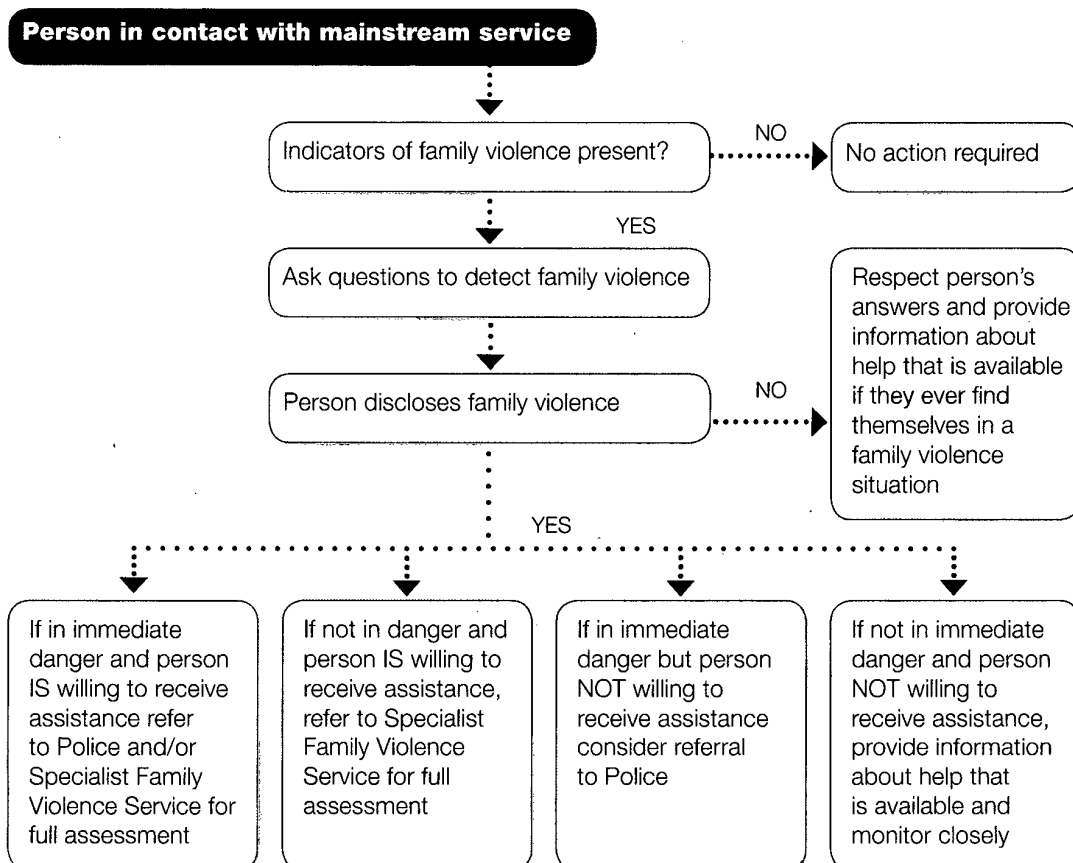 Person in contact with mainstream service
Indicators of family violence present?
NO
No action required
YES
Ask questions to detect family violence
Respect person's
answers and provide
information about
help that is available
if they ever find
themselves in a
family violence
situation
Person discloses family violence
NO
YES
If in immediate
danger and person
IS willing to receive
assistance refer
to Police and/or
Specialist Family
Violence Service for
full assessment
If not in danger and
person IS willing to
receive assistance,
refer to Specialist
Family Violence
Service for full
assessment
If in immediate
danger but person
NOT willing to
receive assistance
consider referral
to Police
If not in immediate
danger and person
NOT willing to
receive assistance,
provide information
about help that
is available and
monitor closely